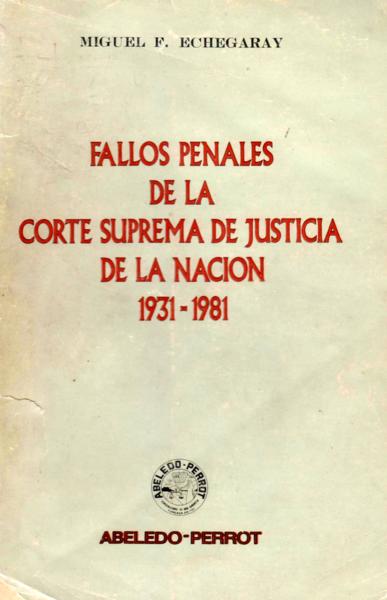 MIGUEL F. ECHEGARAY
FALLOS PENALES
DE LA
CORTE SUPREMA DE JUSTICIA
DE LA NACION
1931-1981
ABELEDO-PERROT
ABELEDO-PERROT